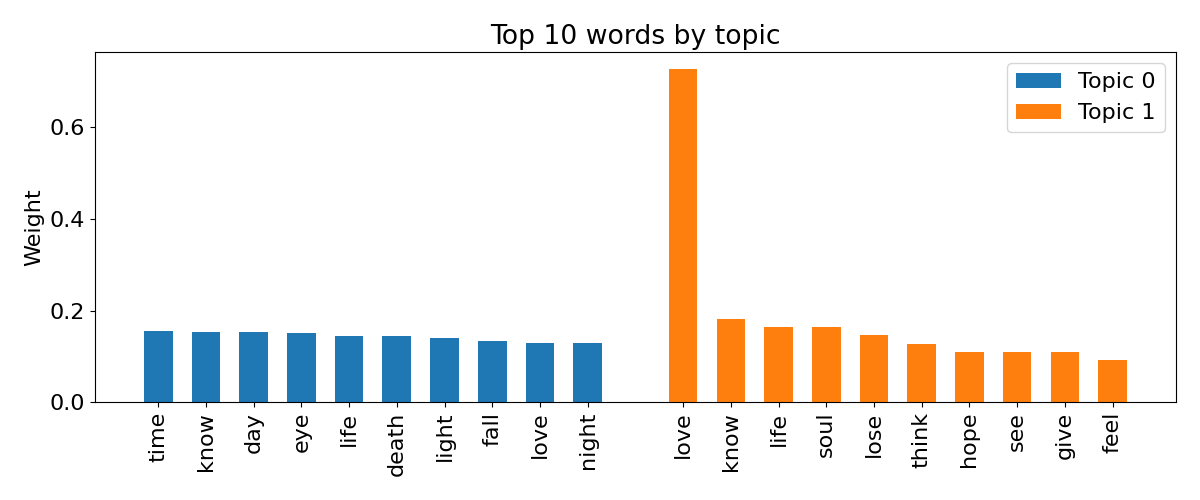 Top 10 words by topic
Topic 0
Topic 1
Weight
0.6
0.4
0.2
0.0
time
know
day
eye
life
death
light
fall
love
night
love
know
life
soul
lose
think
hope
see
give
feel